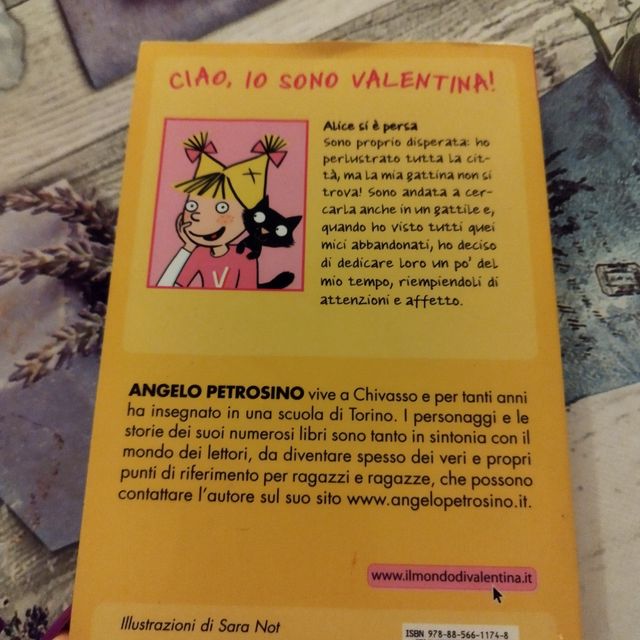 CIAO, IO SONO VALENTINA!
Alice si è persa
Sono proprio disperata: ho
perlustrato tutta la cit-
tà, ma la mia gattina non si
trova! Sono andata a cer-
carla anche in un gattile e,
quando ho visto tutti quei
mici abbandonati, ho deciso
di dedicare loro un po' del
mio tempo, riempiendoli di
attenzioni e affetto.
V
ANGELO PETROSINO vive a Chivasso e per tanti anni
ha insegnato in una scuola di Torino. I personaggi e le
storie dei suoi numerosi libri sono tanto in sintonia con il
mondo dei lettori, da diventare spesso dei veri e propri
punti di riferimento per ragazzi e ragazze, che possono
contattare l'autore sul suo sito www.angelopetrosino.it.
www.ilmondodivalentina.it
Illustrazioni di Sara Not
ISBN 978-88-566-1174-8